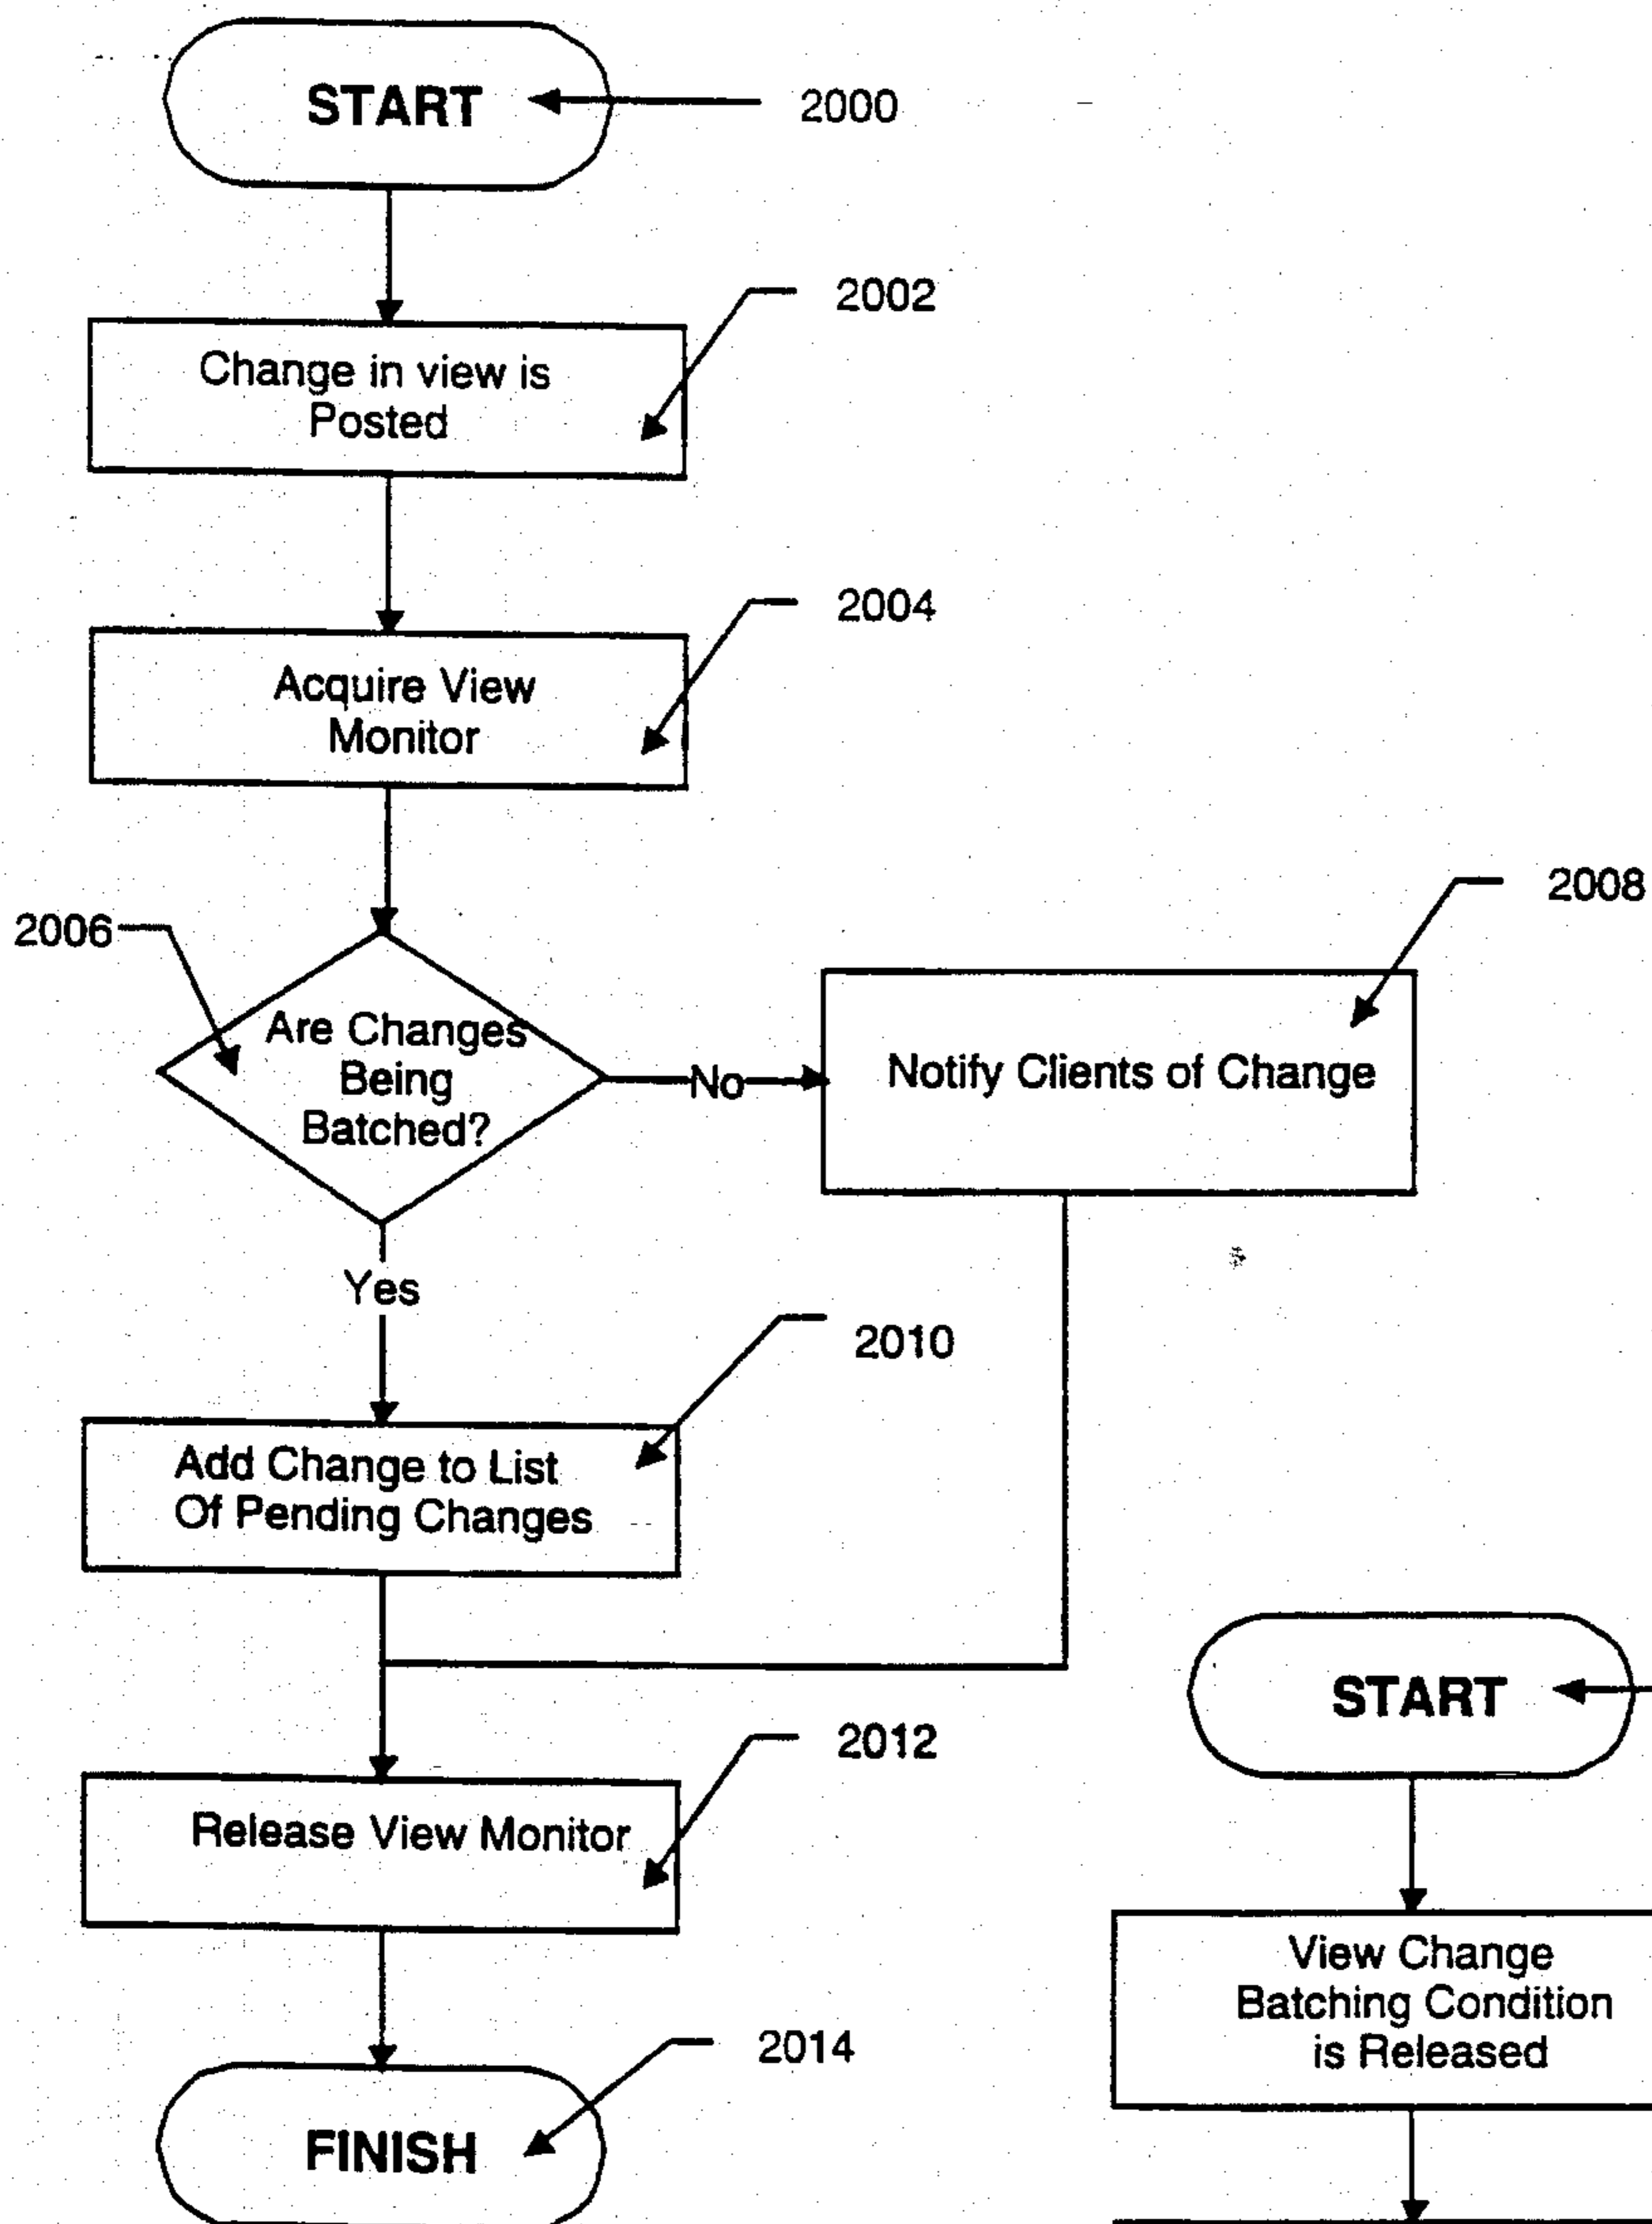 START
2000
2002
Change in view is
Posted
2004
Acquire View
Monitor
2006
Are Changes
Being
Batched?
No
2008
Notify Clients of Change
Yes
2010
Add Change to List
Of Pending Changes
2012
Release View Monitor
2014
FINISH
START
View Change
Batching Condition
is Released